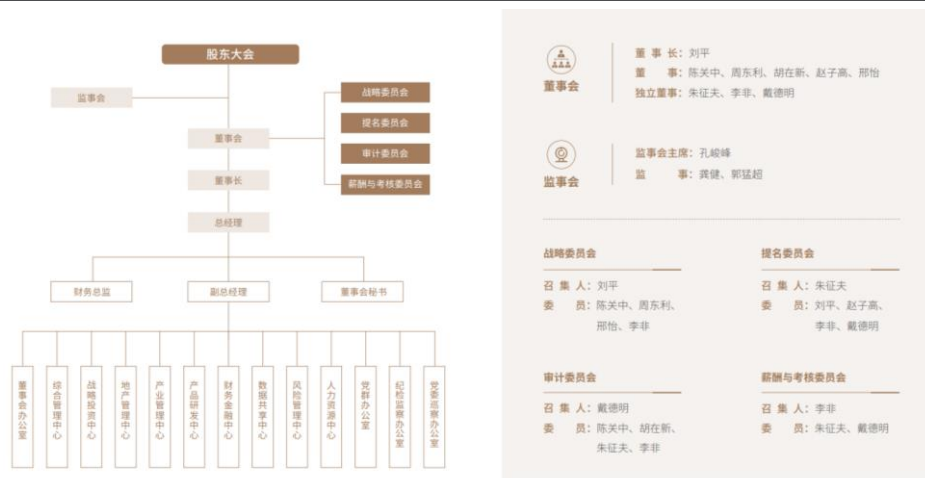 股东大会
监事会
战略委员会
提名委员会
董事会
审计委员会
董事长
薪酬与考核委员会
总经理
财务总监
副总经理
董事会秘书
董事会办公室
综合管理中心
战略投资中心
地产管理中心
产业管理中心
产品研发中心
财务金融中心
数据共享中心
风险管理中心
人力资源中心
党群办公室
纪检监察办公室
党委巡察办公室
董事会
董 事 长：刘平
董 事：陈关中、周东利、胡在新、赵子高、邢怡
独立董事：朱征夫、李非、戴德明
监事会
监事会主席：孔峻峰
监 事：龚健、郭猛超
战略委员会
召 集 人：刘平
委 员：陈关中、周东利、
邢怡、李非
提名委员会
召 集 人：朱征夫
委 员：刘平、赵子高、
李非、戴德明
审计委员会
召 集 人：戴德明
委 员：陈关中、胡在新、
朱征夫、李非
薪酬与考核委员会
召 集 人：李非
委 员：朱征夫、戴德明